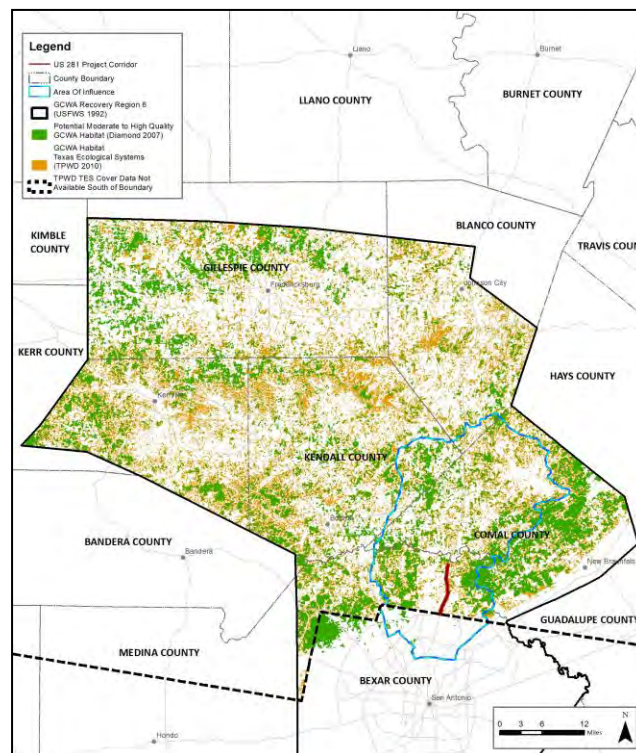 Legend
US 281 Project Corridor
County Boundary
Area Of Influence
GCWA Recovery Region 6
(USFWS 1992)
Potential Moderate to High Quality
GCWA Habitat (Diamond 2007)
GCWA Habitat
Texas Ecological Systems
(TPWD 2010)
TPWD TES Cover Data Not
Available South of Boundary
Llano
Burnet
LLANO COUNTY
BURNET COUNTY
KIMBLE
COUNTY
BLANCO COUNTY
TRAVIS COUN
GILLESPIE COUNTY
Fredericksburg
Johnson City
KERR COUNTY
HAYS COUNTY
Kerrville
KENDALL COUNTY
Boerne
COMAL COUNTY
BANDERA COUNTY
Bandera
New Braunfels
GUADALUPE COUNTY
MEDINA COUNTY
BEXAR COUNTY
San Antonio
Hondo
0 3 6 12
Miles
N